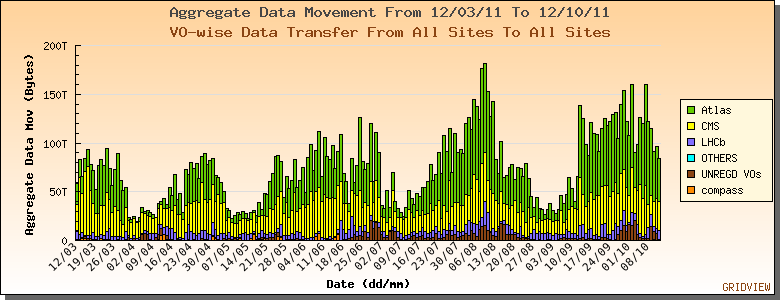 Aggregate Data Movement From 12/03/11 To 12/10/11
VO-wise Data Transfer From All Sites To All Sites
Aggregate Data Mov (Bytes)
200T
150T
100T
50T
0
12/03
19/03
26/03
02/04
09/04
16/04
23/04
30/04
07/05
14/05
21/05
28/05
04/06
11/06
18/06
25/06
02/07
09/07
16/07
23/07
30/07
06/08
13/08
20/08
27/08
03/09
10/09
17/09
24/09
01/10
08/10
Date (dd/mm)
Atlas
CMS
LHCb
OTHERS
UNREGD VOs
compass
GRIDVIEW